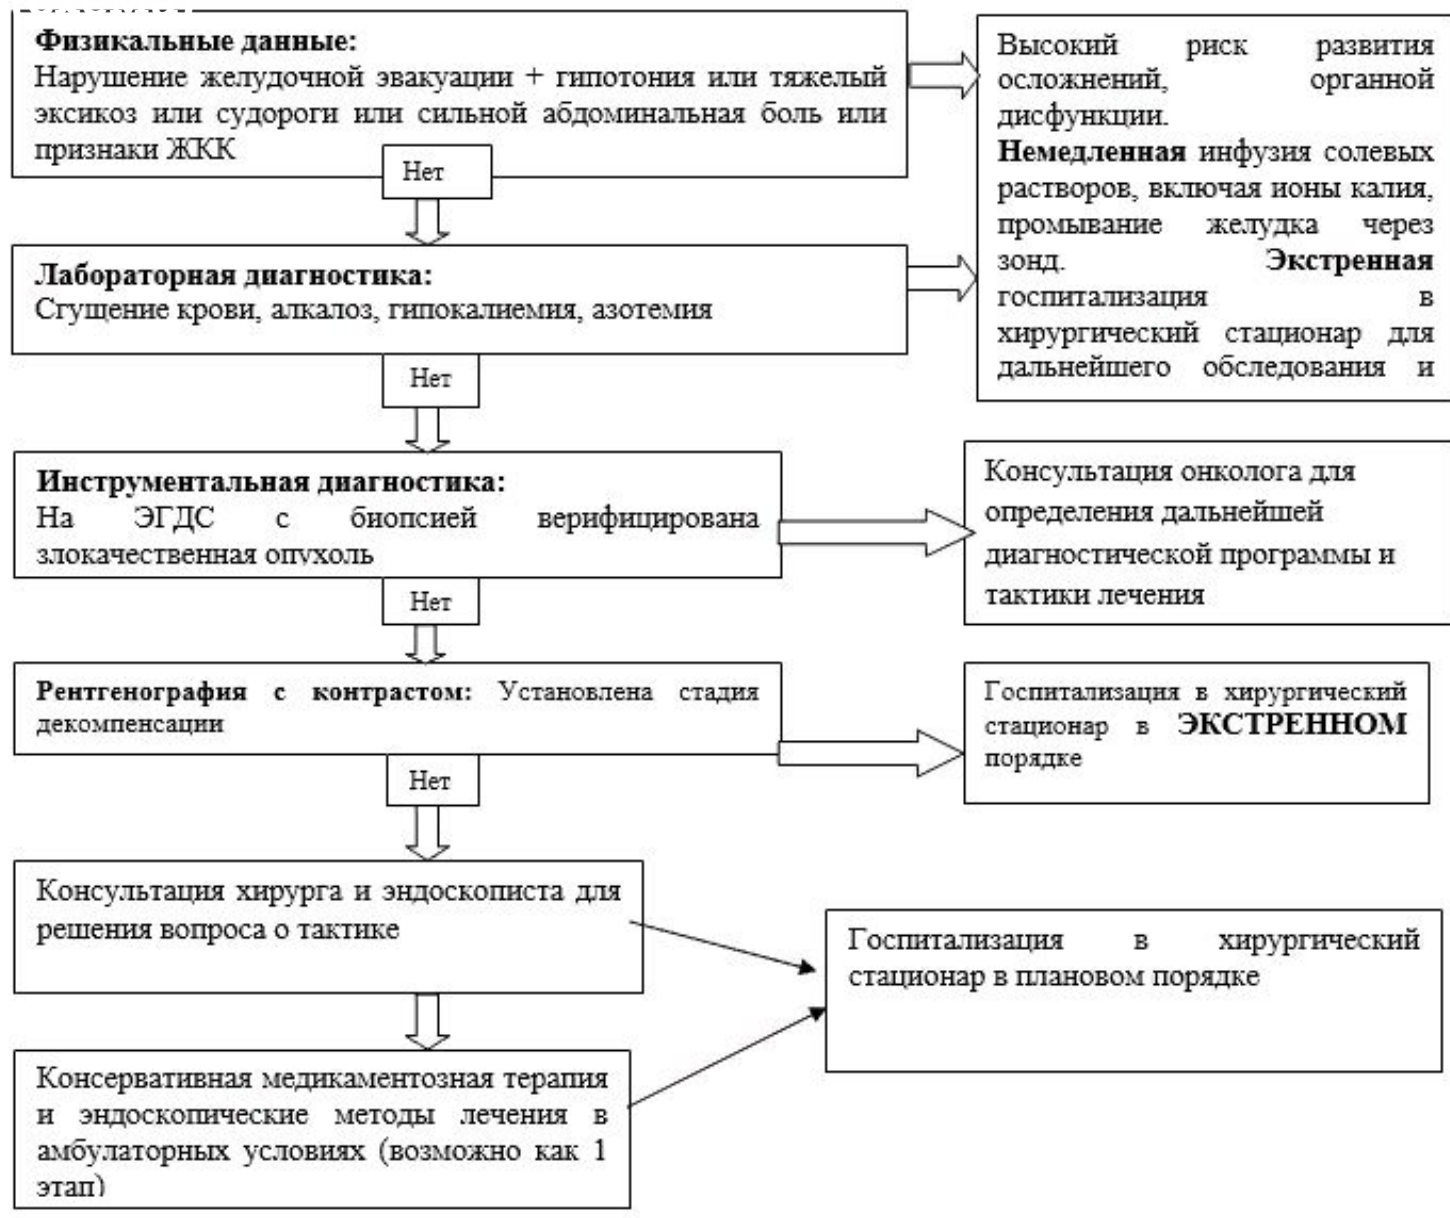 Физикальные данные:
Нарушение желудочной эвакуации + гипотония или тяжелый
эксикоз или судороги или сильной абдоминальная боль или
признаки ЖКК
Высокий риск развития
осложнений, органной
дисфункции.
Немедленная инфузия солевых
растворов, включая ионы калия,
промывание желудка через
зонд. Экстренная
госпитализация в
хирургический стационар для
дальнейшего обследования и
Нет
Лабораторная диагностика:
Сгущение крови, алкалоз, гипокалиемия, азотемия
Нет
Инструментальная диагностика:
На ЭГДС с биопсией верифицирована
злокачественная опухоль
Консультация онколога для
определения дальнейшей
диагностической программы и
тактики лечения
Нет
Рентгенография с контрастом: Установлена стадия
декомпенсации
Госпитализация в хирургический
стационар в ЭКСТРЕННОМ
порядке
Нет
Консультация хирурга и эндоскописта для
решения вопроса о тактике
Госпитализация в хирургический
стационар в плановом порядке
Консервативная медикаментозная терапия
и эндоскопические методы лечения в
амбулаторных условиях (возможно как 1
этап)